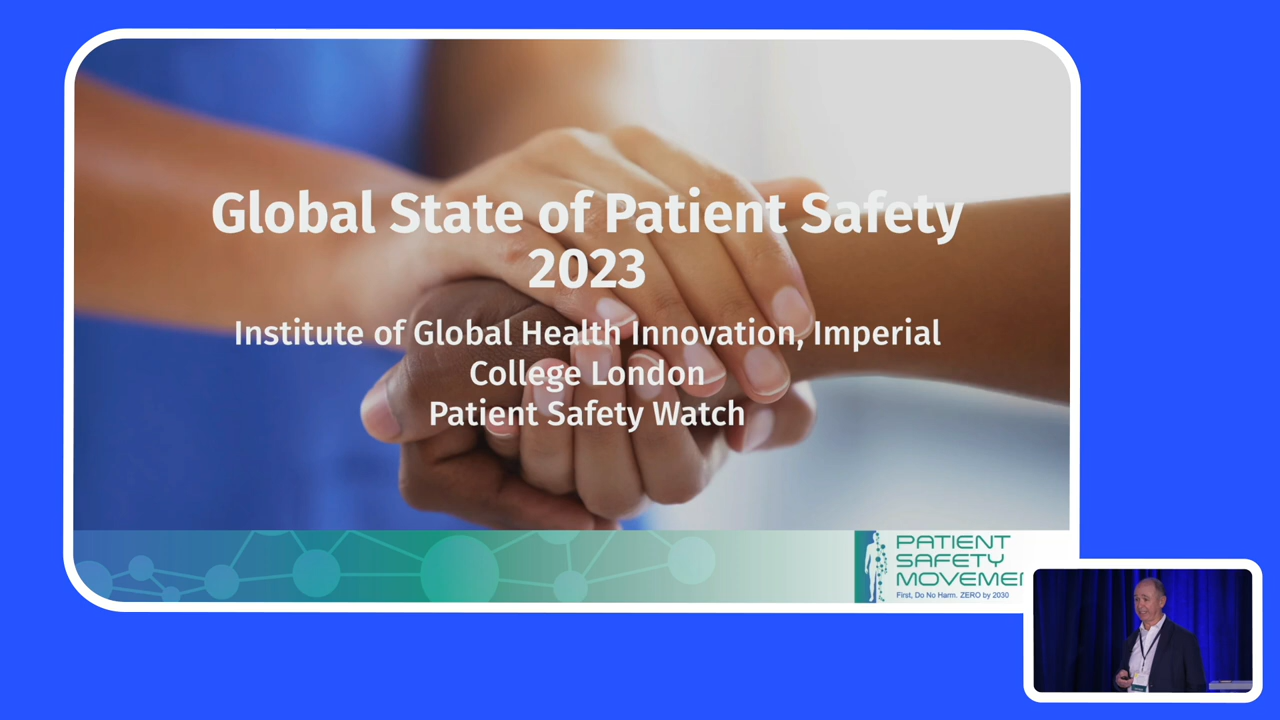 Global State of Patient Safety
2023
Institute of Global Health Innovation, Imperial
College London
Patient Safety Watch
PATIENT
SAFETY
MOVEME
First, Do No Harm. ZERO by 2030